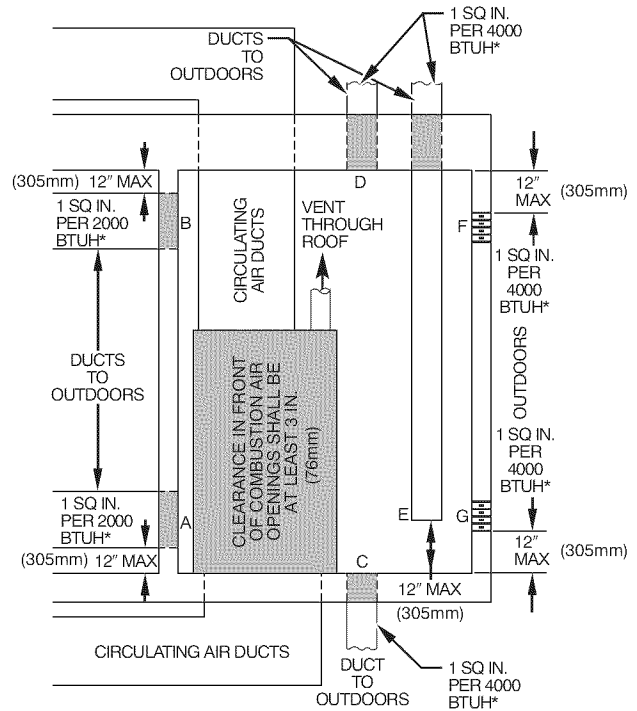 1 SQ IN.
PER 4000
BTUH*
DUCTS
TO
OUTDOORS
(305mm) 12" MAX
1 SQ IN.
PER 2000
BTUH*
B
D
VENT
THROUGH
ROOF
CIRCULATING
AIR DUCTS
F
12"
MAX
(305mm)
1 SQ IN.
PER
4000
BTUH*
OUTDOORS
DUCTS
TO
OUTDOORS
CLEARANCE IN FRONT
OF COMBUSTION AIR
OPENINGS SHALL BE
AT LEAST 3 IN.
(76mm)
1 SQ IN.
PER
4000
BTUH*
1 SQ IN.
PER 2000
BTUH*
A
E
G
(305mm) 12" MAX
C
12"
MAX
(305mm)
12" MAX
(305mm)
CIRCULATING AIR DUCTS
DUCT
TO
OUTDOORS
1 SQ IN.
PER 4000
BTUH*